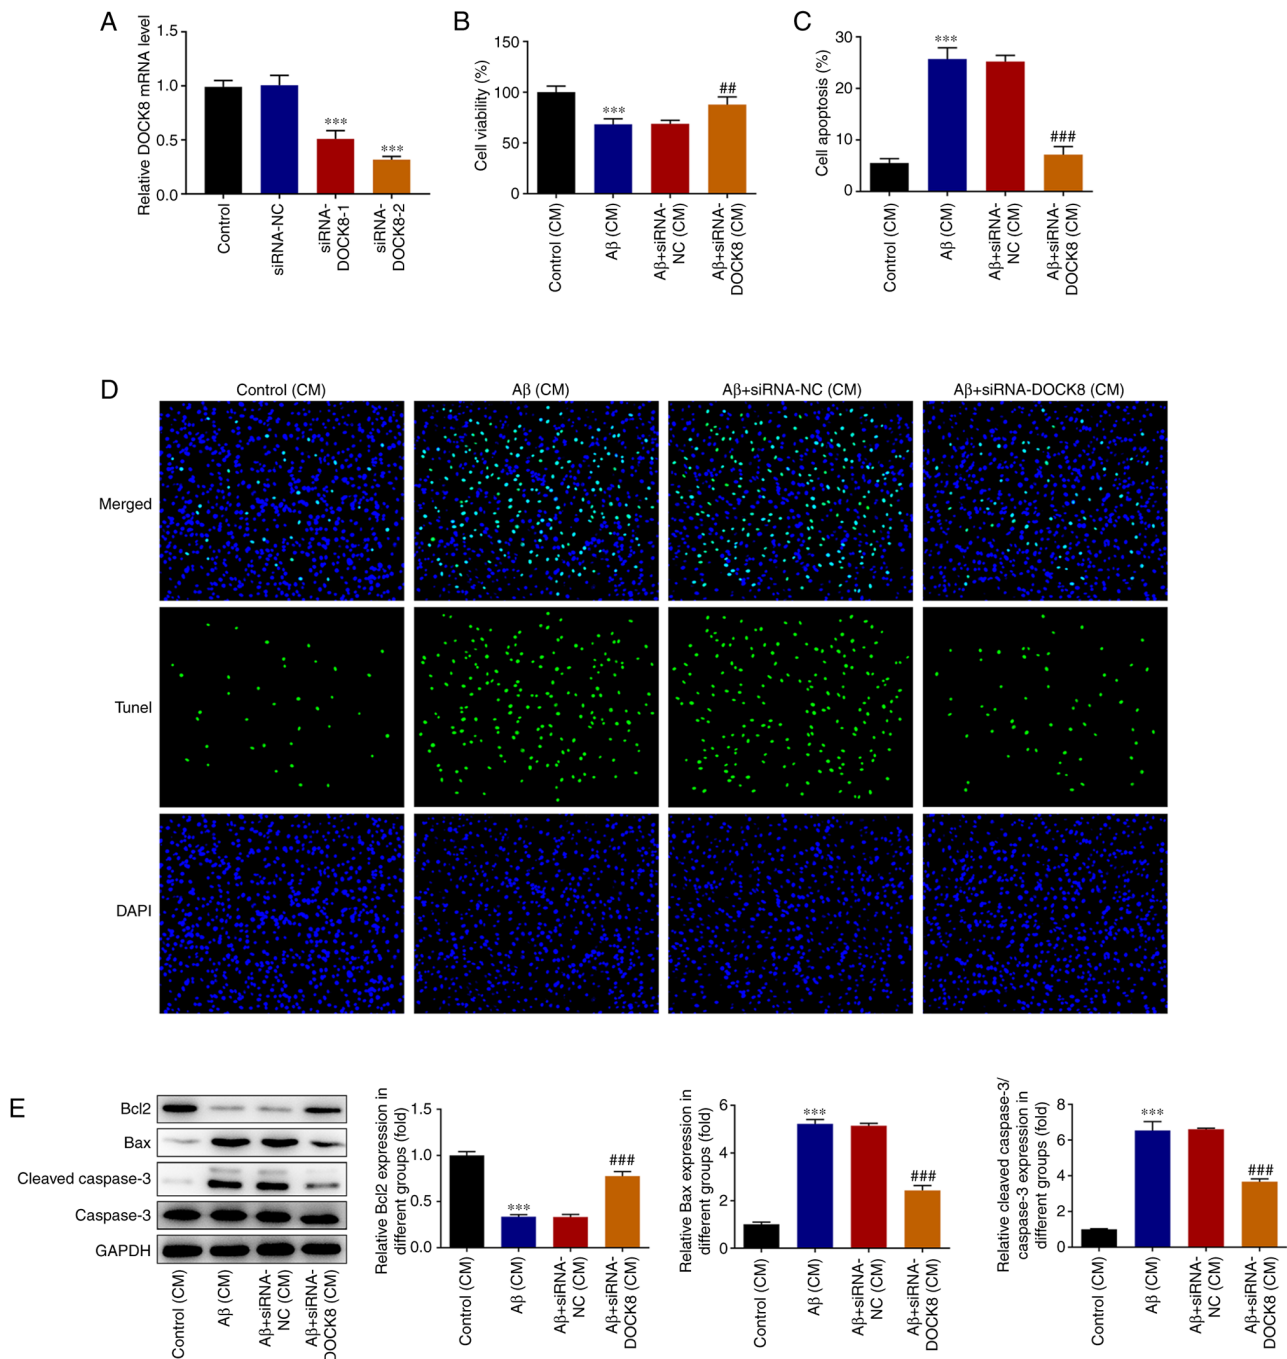 A
Relative DOCK8 mRNA level
1.5
1.0
0.5
0.0
***
***
Control
siRNA-NC
siRNA-
DOCK8-1
siRNA-
DOCK8-2
B
Cell viability (%)
150
100
50
0
***
##
Control (CM)
Aβ (CM)
Aβ+siRNA-
NC (CM)
Aβ+siRNA-
DOCK8 (CM)
C
Cell apoptosis (%)
30
20
10
0
***
###
Control (CM)
Aβ (CM)
Aβ+siRNA-
NC (CM)
Aβ+siRNA-
DOCK8 (CM)
D
Control (CM)
Aβ (CM)
Aβ+siRNA-NC (CM)
Aβ+siRNA-DOCK8 (CM)
Merged
Tunel
DAPI
E
Bcl2
Bax
Cleaved caspase-3
Caspase-3
GAPDH
Control (CM)
Aβ (CM)
Aβ+siRNA-
NC (CM)
Aβ+siRNA-
DOCK8 (CM)
Relative Bcl2 expression in
different groups (fold)
1.5
1.0
0.5
0.0
***
###
Control (CM)
Aβ (CM)
Aβ+siRNA-
NC (CM)
Aβ+siRNA-
DOCK8 (CM)
Relative Bax expression in
different groups (fold)
6
4
2
0
***
###
Control (CM)
Aβ (CM)
Aβ+siRNA-
NC (CM)
Aβ+siRNA-
DOCK8 (CM)
Relative cleaved caspase-3/
caspase-3 expression in
different groups (fold)
8
6
4
2
0
***
###
Control (CM)
Aβ (CM)
Aβ+siRNA-
NC (CM)
Aβ+siRNA-
DOCK8 (CM)